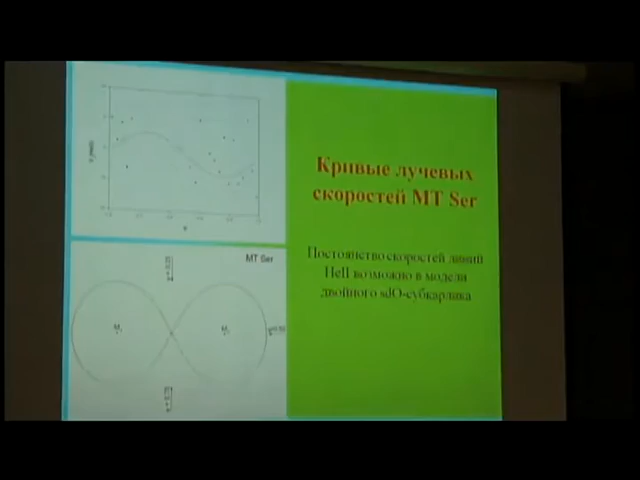 Кривые лучевых
скоростей MT Ser
Постоянство скоростей линий
HeII возможно в модели
двойного sdO-субкарлика
MT Ser